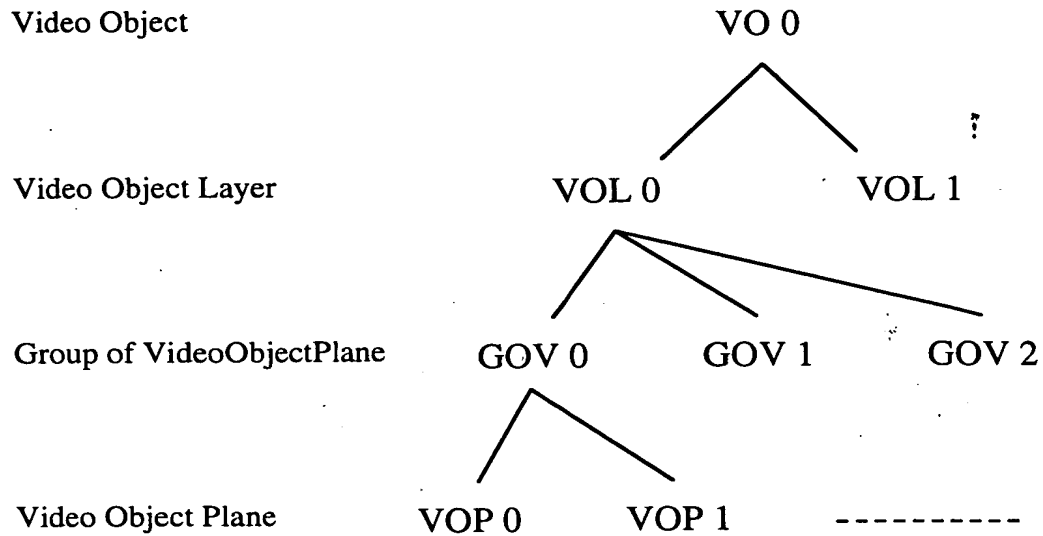 Video Object VO 0
Video Object Layer VOL 0 VOL 1
Group of VideoObjectPlane GOV 0 GOV 1 GOV 2
Video Object Plane VOP 0 VOP 1 ----------